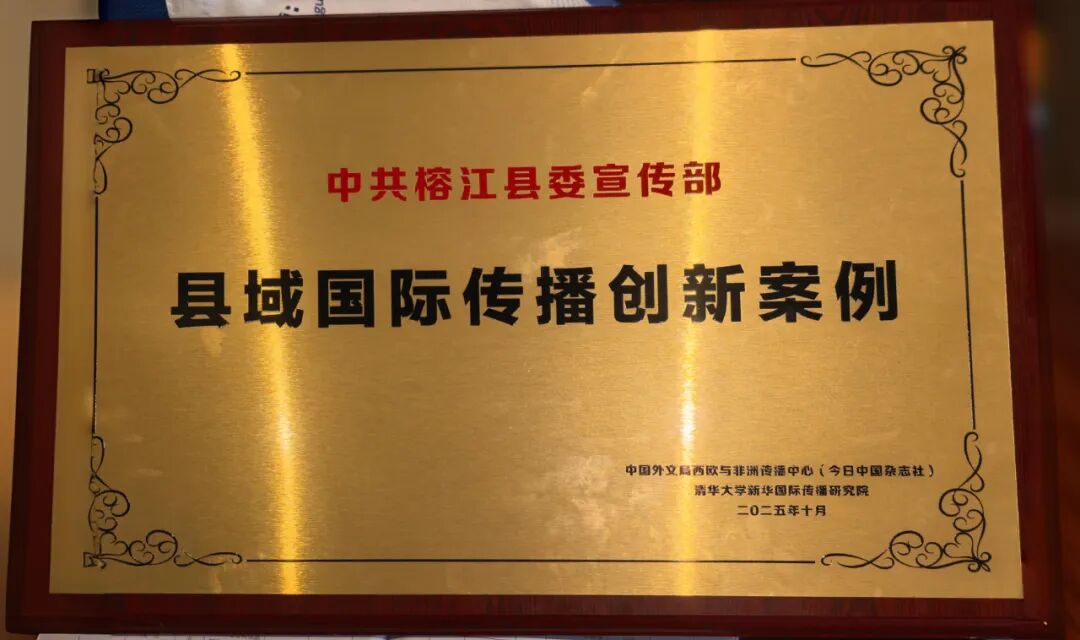 中共榕江县委宣传部
县域国际传播创新案例
中国外文局西欧与非洲传播中心（今日中国杂志社）
清华大学新华国际传播研究院
二〇二五年十月